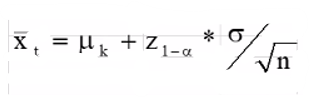 x̄ₜ = μₖ + z₁₋α * σ/√n